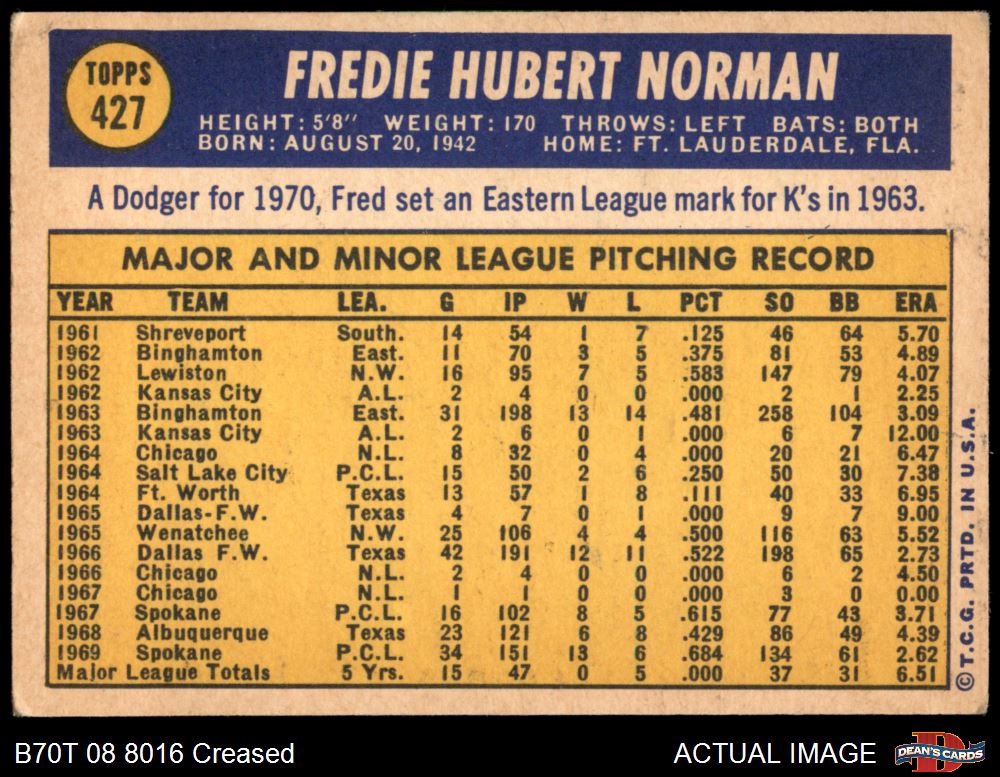 TOPPS
427
FREDIE HUBERT NORMAN
HEIGHT: 5'8" WEIGHT: 170 THROWS: LEFT BATS: BOTH
BORN: AUGUST 20, 1942 HOME: FT. LAUDERDALE, FLA.
A Dodger for 1970, Fred set an Eastern League mark for K's in 1963.
MAJOR AND MINOR LEAGUE PITCHING RECORD
YEAR TEAM LEA. G IP W L PCT SO BB ERA
1961 Shreveport South. 14 54 1 7 .125 46 64 5.70
1962 Binghamton East. 11 70 3 5 .375 81 53 4.89
1962 Lewiston N.W. 16 95 7 5 .583 147 79 4.07
1962 Kansas City A.L. 2 4 0 0 .000 2 1 2.25
1963 Binghamton East. 31 198 13 14 .481 258 104 3.09
1963 Kansas City A.L. 2 6 0 1 .000 6 7 12.00
1964 Chicago N.L. 8 32 0 4 .000 20 21 6.47
1964 Salt Lake City P.C.L. 15 50 2 6 .250 50 30 7.38
1964 Ft. Worth Texas 13 57 1 8 .111 40 33 6.95
1965 Dallas-F.W. Texas 4 7 0 1 .000 9 7 9.00
1965 Wenatchee N.W. 25 106 4 4 .500 116 63 5.52
1966 Dallas F.W. Texas 42 191 12 11 .522 198 65 2.73
1966 Chicago N.L. 2 4 0 0 .000 6 2 4.50
1967 Chicago N.L. 1 1 0 0 .000 3 0 0.00
1967 Spokane P.C.L. 16 102 8 5 .615 77 43 3.71
1968 Albuquerque Texas 23 121 6 8 .429 86 49 4.39
1969 Spokane P.C.L. 34 151 13 6 .684 134 61 2.62
Major League Totals 5 Yrs. 15 47 0 5 .000 37 31 6.51
© T.C.G. PRTD. IN U.S.A.
B70T 08 8016 Creased
ACTUAL IMAGE
DEAN'S CARDS